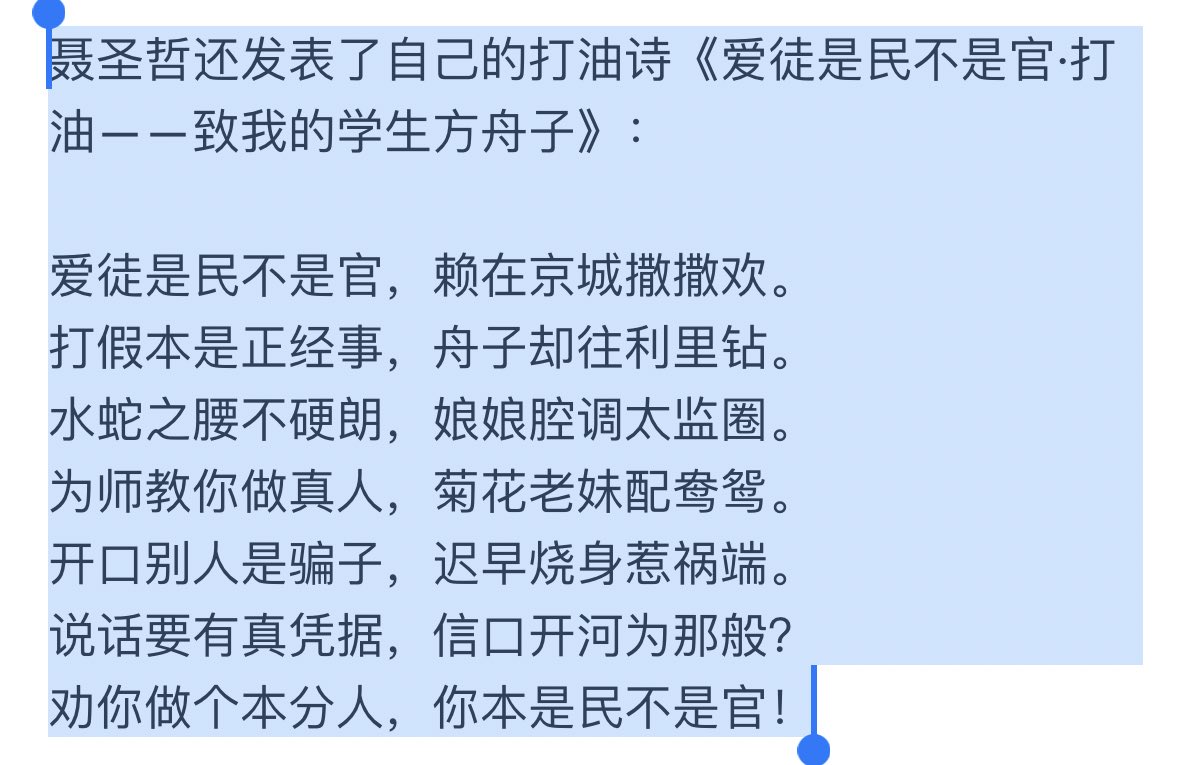 聂圣哲还发表了自己的打油诗《爱徒是民不是官·打
油——致我的学生方舟子》：
爱徒是民不是官，赖在京城撒撒欢。
打假本是正经事，舟子却往利里钻。
水蛇之腰不硬朗，娘娘腔调太监圈。
为师教你做真人，菊花老妹配鸯鸳。
开口别人是骗子，迟早烧身惹祸端。
说话要有真凭据，信口开河为那般?
劝你做个本分人，你本是民不是官！